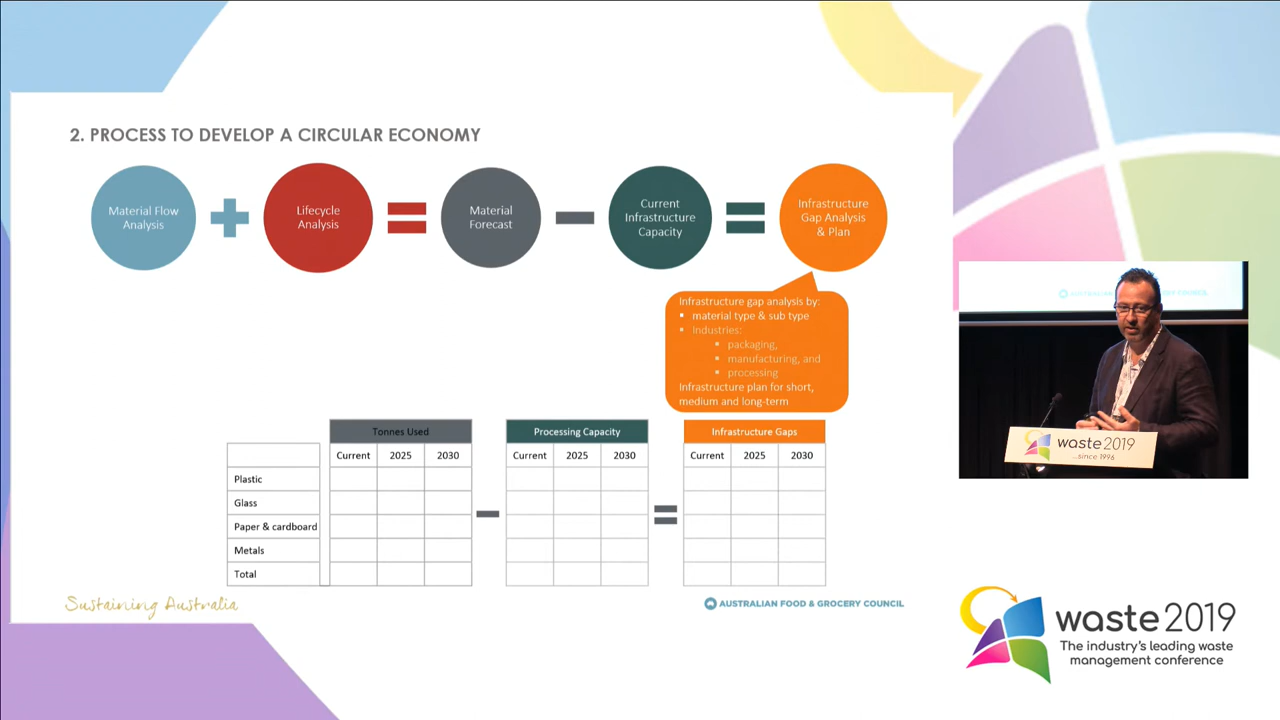 2. PROCESS TO DEVELOP A CIRCULAR ECONOMY
Material Flow
Analysis
Lifecycle
Analysis
Material
Forecast
Current
Infrastructure
Capacity
Infrastructure
Gap Analysis
& Plan
Infrastructure gap analysis by:
▪ material type & sub type
▪ Industries:
▪ packaging,
▪ manufacturing, and
▪ processing
Infrastructure plan for short,
medium and long-term
Tonnes Used
Processing Capacity
Infrastructure Gaps
Current 2025 2030 Current 2025 2030 Current 2025 2030
Plastic
Glass
Paper & cardboard
Metals
Total
Sustaining Australia
AUSTRALIAN FOOD & GROCERY COUNCIL
waste 2019
...since 1996
waste 2019
The industry's leading waste
management conference